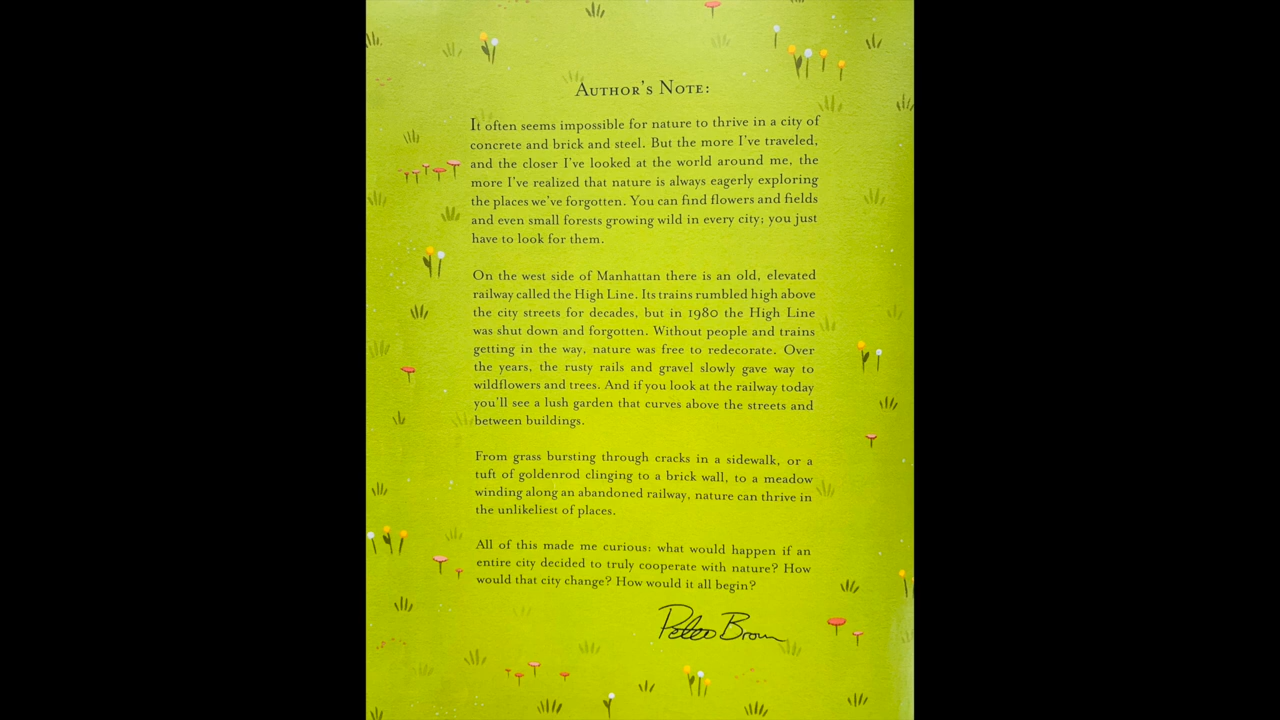 Author's Note:
It often seems impossible for nature to thrive in a city of
concrete and brick and steel. But the more I've traveled,
and the closer I've looked at the world around me, the
more I've realized that nature is always eagerly exploring
the places we've forgotten. You can find flowers and fields
and even small forests growing wild in every city; you just
have to look for them.
On the west side of Manhattan there is an old, elevated
railway called the High Line. Its trains rumbled high above
the city streets for decades, but in 1980 the High Line
was shut down and forgotten. Without people and trains
getting in the way, nature was free to redecorate. Over
the years, the rusty rails and gravel slowly gave way to
wildflowers and trees. And if you look at the railway today
you'll see a lush garden that curves above the streets and
between buildings.
From grass bursting through cracks in a sidewalk, or a
tuft of goldenrod clinging to a brick wall, to a meadow
winding along an abandoned railway, nature can thrive in
the unlikeliest of places.
All of this made me curious: what would happen if an
entire city decided to truly cooperate with nature? How
would that city change? How would it all begin?
Peter Brown